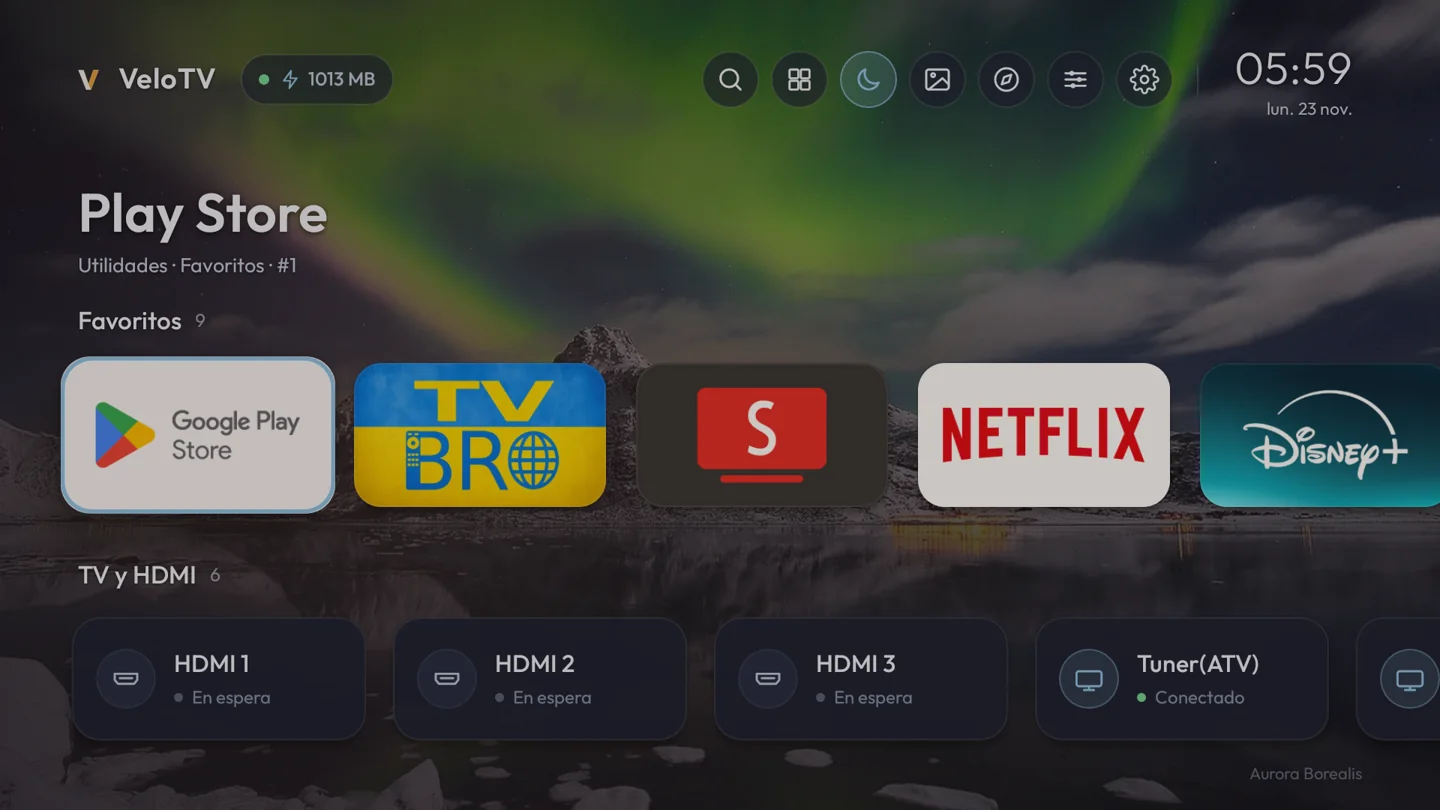 V VeloTV
1013 MB
05:59
lun. 23 nov.
Play Store
Utilidades · Favoritos · #1
Favoritos 9
Google Play
Store
TV
BRO
S
NETFLIX
Disney+
TV y HDMI 6
HDMI 1
En espera
HDMI 2
En espera
HDMI 3
En espera
Tuner(ATV)
Conectado
Aurora Borealis